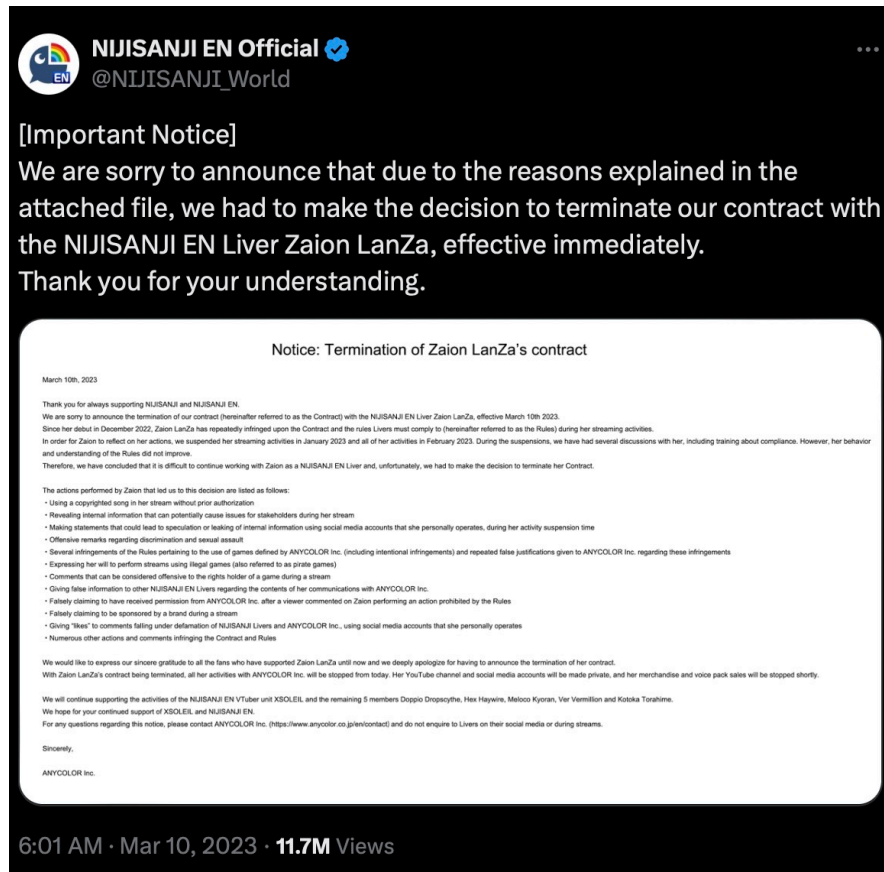 NIJISANJI EN Official
@NIJISANJI_World
EN
[Important Notice]
We are sorry to announce that due to the reasons explained in the
attached file, we had to make the decision to terminate our contract with
the NIJISANJI EN Liver Zaion LanZa, effective immediately.
Thank you for your understanding.
Notice: Termination of Zaion LanZa's contract
March 10th, 2023
Thank you for always supporting NIJISANJI and NIJISANJI EN.
We are sorry to announce the termination of our contract (hereinafter referred to as the Contract) with the NIJISANJI EN Liver Zaion LanZa, effective March 10th 2023.
Since her debut in December 2022, Zaion LanZa has repeatedly infringed upon the Contract and the rules Livers must comply to (hereinafter referred to as the Rules) during her streaming activities.
In order for Zaion to reflect on her actions, we suspended her streaming activities in January 2023 and all of her activities in February 2023. During the suspensions, we have had several discussions with her, including training about compliance. However, her behavior
and understanding of the Rules did not improve.
Therefore, we have concluded that it is difficult to continue working with Zaion as a NIJISANJI EN Liver and, unfortunately, we had to make the decision to terminate her Contract.
The actions performed by Zaion that led us to this decision are listed as follows:
・Using a copyrighted song in her stream without prior authorization
・Revealing internal information that can potentially cause issues for stakeholders during her stream
・Making statements that could lead to speculation or leaking of internal information using social media accounts that she personally operates, during her activity suspension time
・Offensive remarks regarding discrimination and sexual assault
・Several infringements of the Rules pertaining to the use of games defined by ANYCOLOR Inc. (including intentional infringements) and repeated false justifications given to ANYCOLOR Inc. regarding these infringements
・Expressing her will to perform streams using illegal games (also referred to as pirate games)
・Comments that can be considered offensive to the rights holder of a game during a stream
・Giving false information to other NIJISANJI EN Livers regarding the contents of her communications with ANYCOLOR Inc.
・Falsely claiming to have received permission from ANYCOLOR Inc. after a viewer commented on Zaion performing an action prohibited by the Rules
・Falsely claiming to be sponsored by a brand during a stream
・Giving "likes" to comments falling under defamation of NIJISANJI Livers and ANYCOLOR Inc., using social media accounts that she personally operates
・Numerous other actions and comments infringing the Contract and Rules
We would like to express our sincere gratitude to all the fans who have supported Zaion LanZa until now and we deeply apologize for having to announce the termination of her contract.
With Zaion LanZa's contract being terminated, all her activities with ANYCOLOR Inc. will be stopped from today. Her YouTube channel and social media accounts will be made private, and her merchandise and voice pack sales will be stopped shortly.
We will continue supporting the activities of the NIJISANJI EN VTuber unit XSOLEIL and the remaining 5 members Doppio Dropscythe, Hex Haywire, Meloco Kyoran, Ver Vermillion and Kotoka Torahime.
We hope for your continued support of XSOLEIL and NIJISANJI EN.
For any questions regarding this notice, please contact ANYCOLOR Inc. (https://www.anycolor.co.jp/en/contact) and do not enquire to Livers on their social media or during streams.
Sincerely,
ANYCOLOR Inc.
6:01 AM · Mar 10, 2023 · 11.7M Views